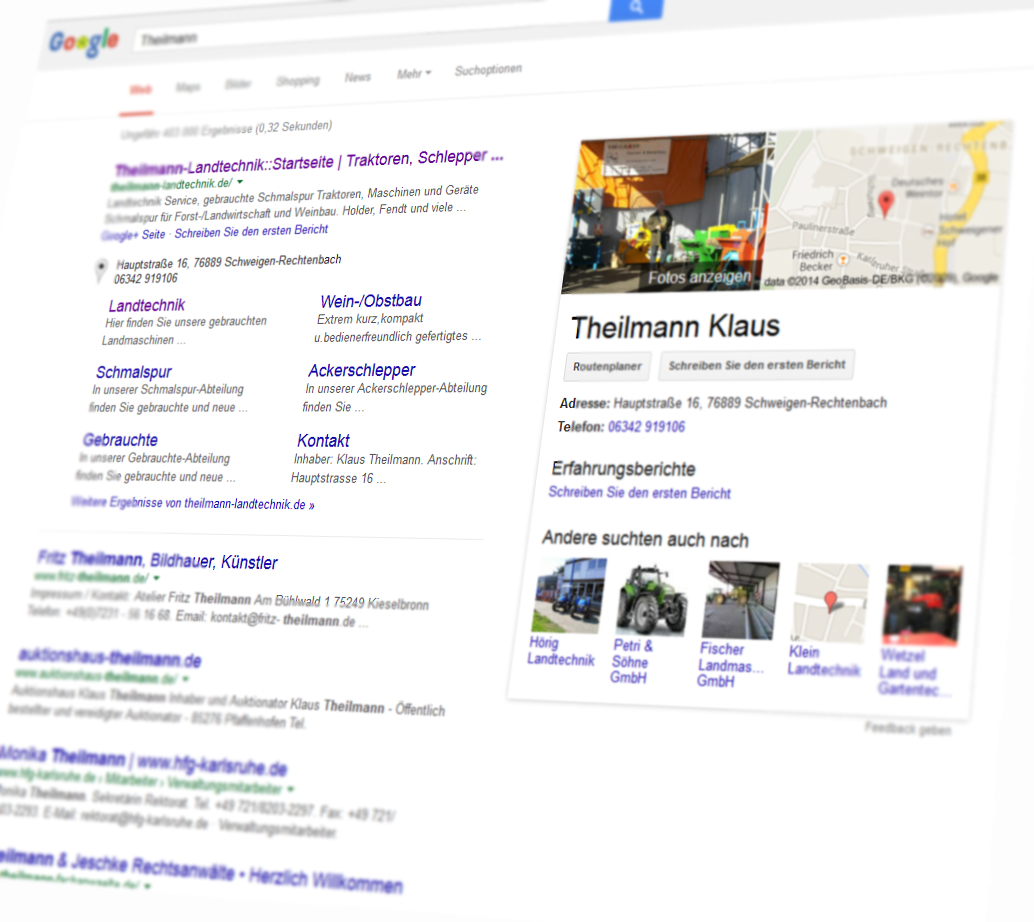 Google
Theilmann
Web Maps Bilder Shopping News Mehr Suchoptionen
Ungefähr 403.000 Ergebnisse (0,32 Sekunden)
Theilmann-Landtechnik::Startseite | Traktoren, Schlepper ...
theilmann-landtechnik.de/
Landtechnik Service, gebrauchte Schmalspur Traktoren, Maschinen und Geräte
Schmalspur für Forst-/Landwirtschaft und Weinbau. Holder, Fendt und viele ...
Google+ Seite · Schreiben Sie den ersten Bericht
Hauptstraße 16, 76889 Schweigen-Rechtenbach
06342 919106
Landtechnik
Hier finden Sie unsere gebrauchten
Landmaschinen ...
Wein-/Obstbau
Extrem kurz,kompakt
u.bedienerfreundlich gefertigtes ...
Schmalspur
In unserer Schmalspur-Abteilung
finden Sie gebrauchte und neue ...
Ackerschlepper
In unserer Ackerschlepper-Abteilung
finden Sie ...
Gebrauchte
In unserer Gebrauchte-Abteilung
finden Sie gebrauchte und neue ...
Kontakt
Inhaber: Klaus Theilmann. Anschrift:
Hauptstrasse 16 ...
Weitere Ergebnisse von theilmann-landtechnik.de »
Fritz Theilmann, Bildhauer, Künstler
www.fritz-theilmann.de/
Impressum / Kontakt: Atelier Fritz Theilmann Am Bühlwald 1 75249 Kieselbronn
Telefon: +49(0)7231 - 56 16 68. Email: kontakt@fritz- theilmann.de ...
auktionshaus-theilmann.de
www.auktionshaus-theilmann.de/
Auktionshaus Klaus Theilmann Inhaber und Auktionator Klaus Theilmann - Öffentlich
bestellter und vereidigter Auktionator - 85276 Pfaffenhofen Tel.
Monika Theilmann | www.hfg-karlsruhe.de
www.hfg-karlsruhe.de › Mitarbeiter › Verwaltungsmitarbeiter
Monika Theilmann. Sekretärin Rektorat. Tel. +49 721/8203-2297. Fax: +49 721/
E-Mail: rektorat@hfg-karlsruhe.de · Verwaltungsmitarbeiter.
Theilmann & Jeschke Rechtsanwälte • Herzlich Willkommen
Fotos anzeigen
SCHWEIGEN RECHTENB.
Deutsches
Weintor
Paulinerstraße
Hotel
Schweigener
Hof
Friedrich
Becker
Karlsruher
data ©2014 GeoBasis-DE/BKG Google
Theilmann Klaus
Routenplaner Schreiben Sie den ersten Bericht
Adresse: Hauptstraße 16, 76889 Schweigen-Rechtenbach
Telefon: 06342 919106
Erfahrungsberichte
Schreiben Sie den ersten Bericht
Andere suchten auch nach
Hörig
Landtechnik
Petri &
Söhne
GmbH
Fischer
Landmas...
GmbH
Klein
Landtechnik
Wetzel
Land und
Gartentec...
Feedback geben